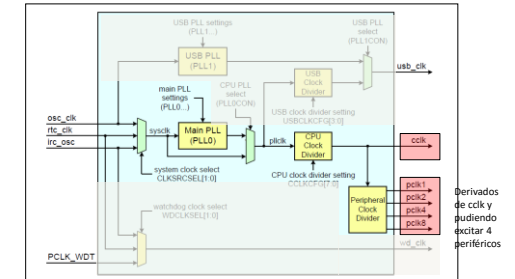 USB PLL settings
(PLL1...)
USB PLL
(PLL1)
USB PLL
select
(PLL1CON)
usb_clk
USB
Clock
Divider
main PLL
settings
(PLL0...)
CPU PLL
select
(PLL0CON)
USB clock divider setting
USBCLKCFG[3:0]
osc_clk
rtc_clk
irc_osc
sysclk
Main PLL
(PLL0)
pllclk
CPU
Clock
Divider
cclk
system clock select
CLKSRCSEL[1:0]
CPU clock divider setting
CCLKCFG[7:0]
Peripheral
Clock
Divider
pclk1
pclk2
pclk4
pclk8
Derivados
de cclk y
pudiendo
excitar 4
periféricos
watchdog clock select
WDCLKSEL[1:0]
wd_clk
PCLK_WDT